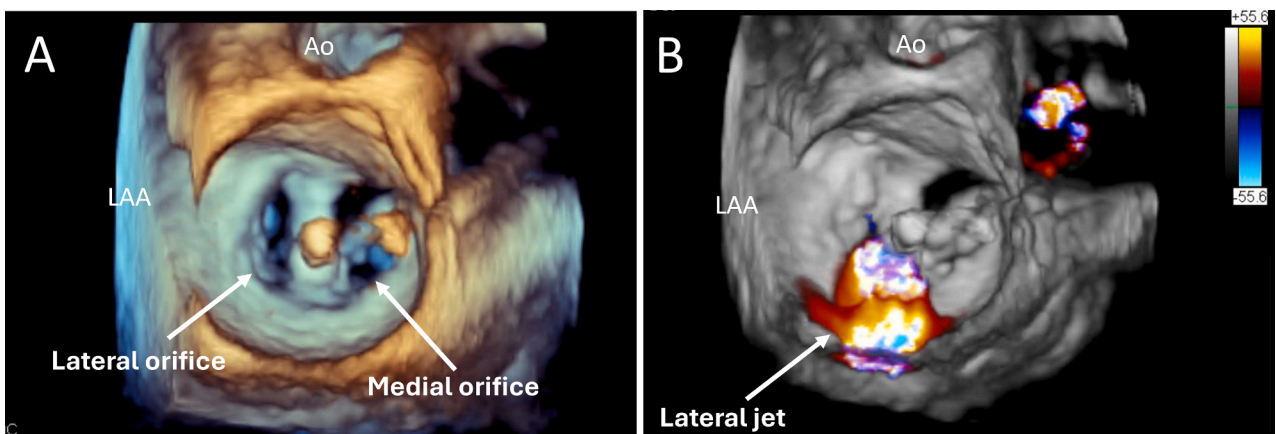 A
Ao
LAA
Lateral orifice
Medial orifice
C
B
Ao
LAA
Lateral jet
+55.6
-55.6